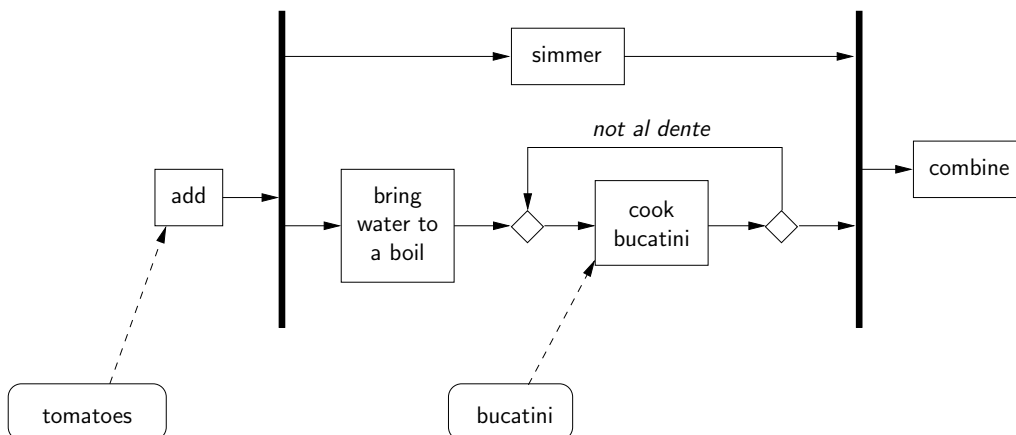 simmer
not al dente
add
bring
water to
a boil
cook
bucatini
combine
tomatoes
bucatini